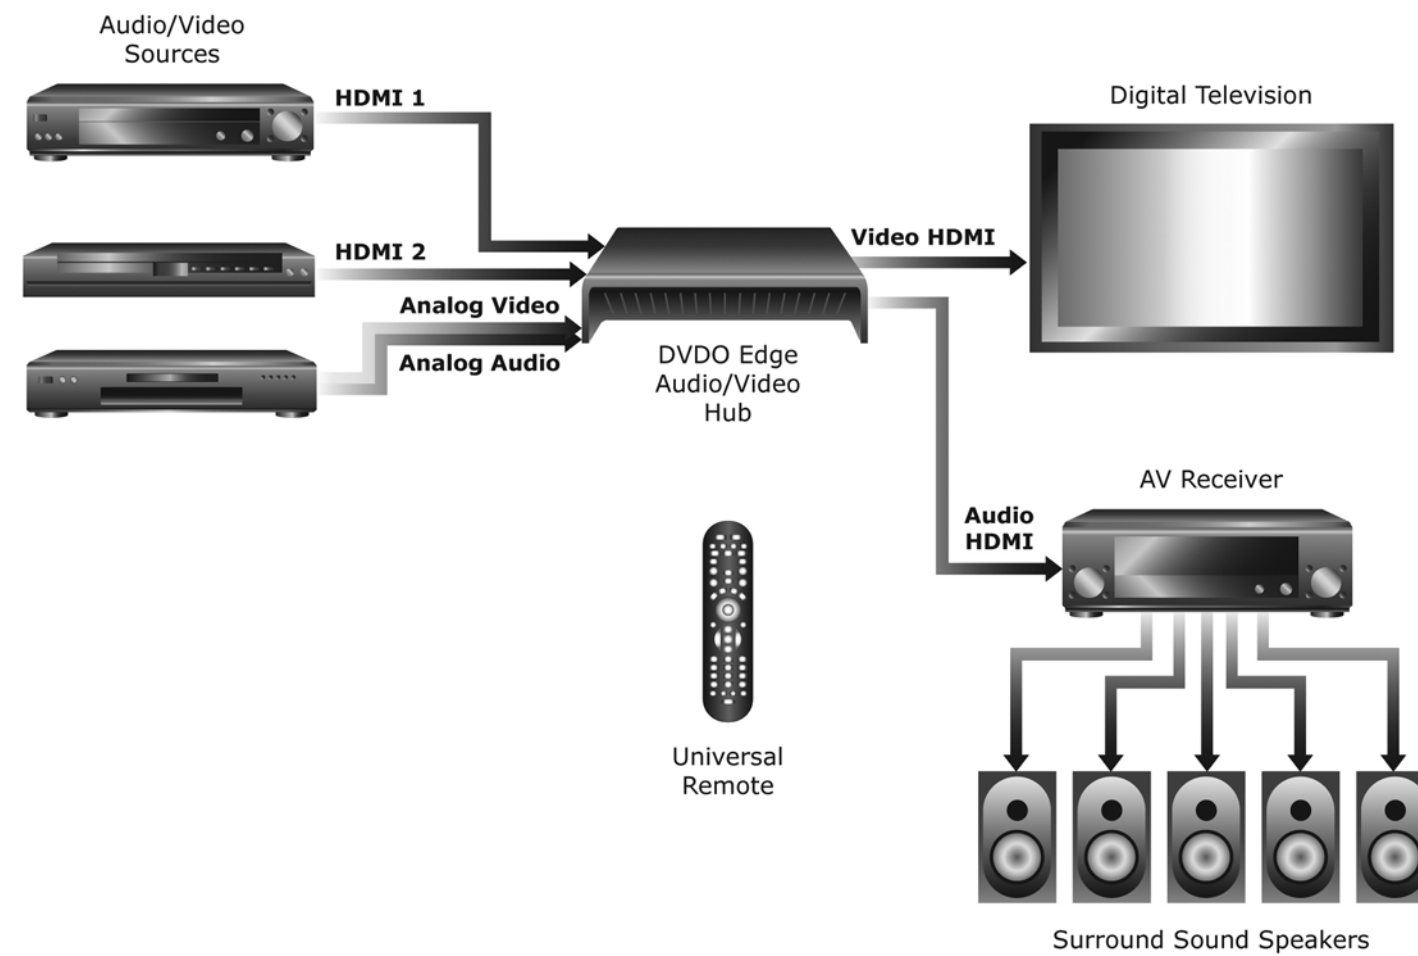 Audio/Video
Sources
HDMI 1
HDMI 2
Analog Video
Analog Audio
DVDO Edge
Audio/Video
Hub
Video HDMI
Digital Television
Audio
HDMI
AV Receiver
Universal
Remote
Surround Sound Speakers